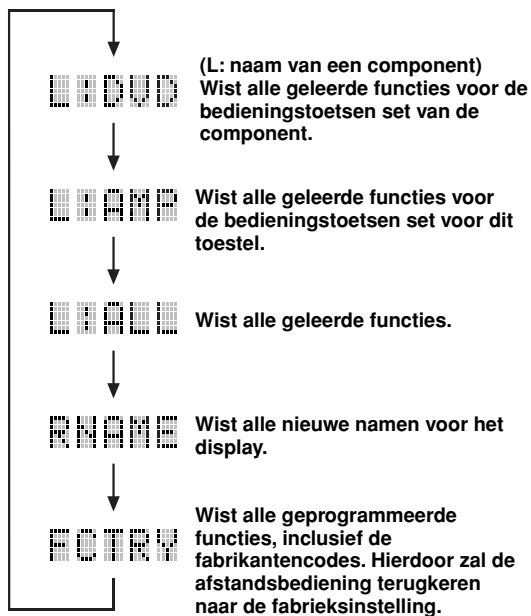 L:DVD
(L: naam van een component)
Wist alle geleerde functies voor de
bedieningstoetsen set van de
component.
L:AMP
Wist alle geleerde functies voor
de bedieningstoetsen set voor dit
toestel.
L:ALL
Wist alle geleerde functies.
RNAME
Wist alle nieuwe namen voor het
display.
FCTRY
Wist alle geprogrammeerde
functies, inclusief de
fabrikantencodes. Hierdoor zal de
afstandsbediening terugkeren
naar de fabrieksinstelling.